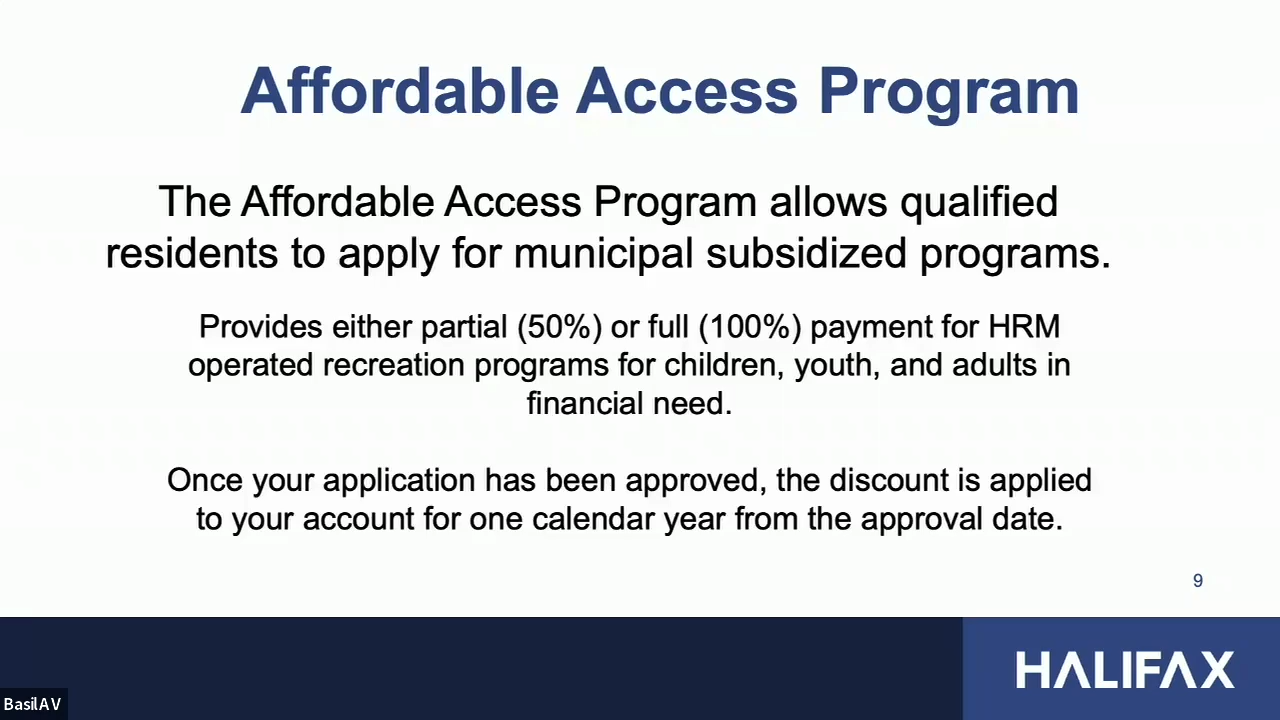 Affordable Access Program
The Affordable Access Program allows qualified
residents to apply for municipal subsidized programs.
Provides either partial (50%) or full (100%) payment for HRM
operated recreation programs for children, youth, and adults in
financial need.
Once your application has been approved, the discount is applied
to your account for one calendar year from the approval date.
9
HALIFAX
BasilAV